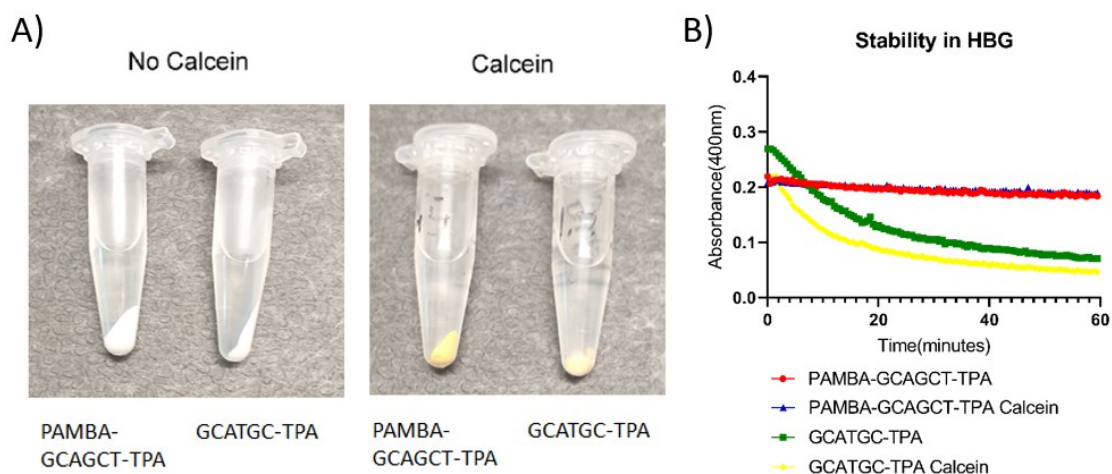 A)
No Calcein
Calcein
PAMBA-
GCAGCT-TPA
GCATGC-TPA
PAMBA-
GCAGCT-TPA
GCATGC-TPA
B)
Stability in HBG
Absorbance(400nm)
0.4
0.3
0.2
0.1
0.0
0
20
40
60
Time(minutes)
PAMBA-GCAGCT-TPA
PAMBA-GCAGCT-TPA Calcein
GCATGC-TPA
GCATGC-TPA Calcein